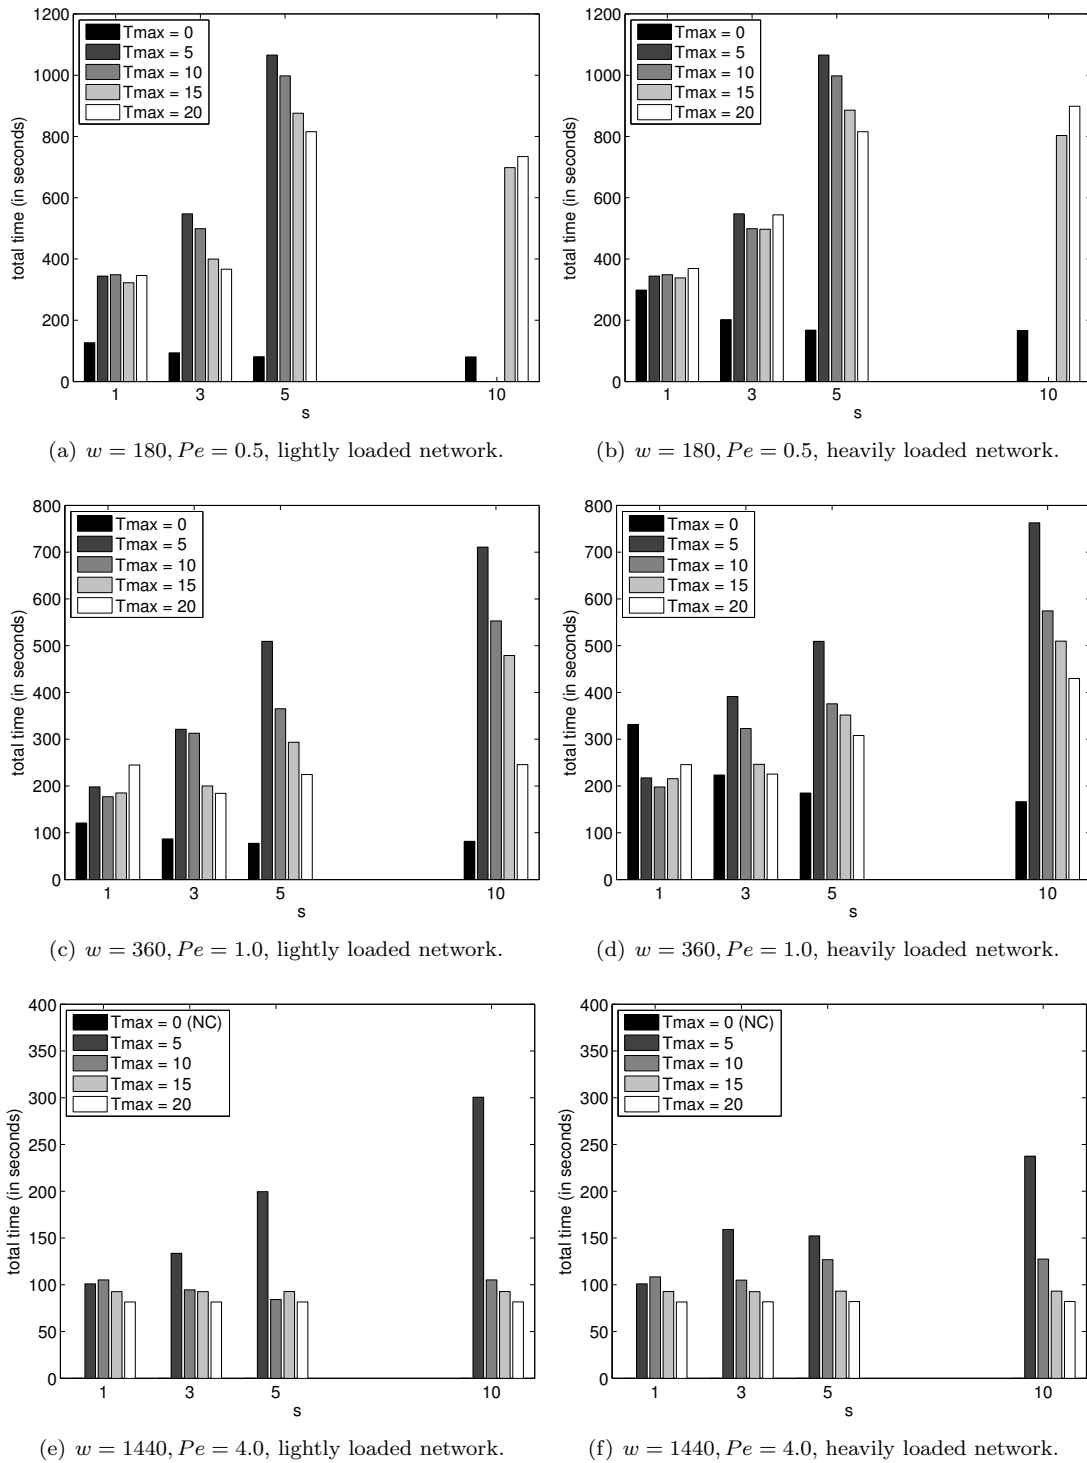 1200
1000
800
600
400
200
0
total time (in seconds)
Tmax = 0
Tmax = 5
Tmax = 10
Tmax = 15
Tmax = 20
1 3 5 10
s
(a) w = 180, Pe = 0.5, lightly loaded network.
1200
1000
800
600
400
200
0
total time (in seconds)
Tmax = 0
Tmax = 5
Tmax = 10
Tmax = 15
Tmax = 20
1 3 5 10
s
(b) w = 180, Pe = 0.5, heavily loaded network.
800
700
600
500
400
300
200
100
0
total time (in seconds)
Tmax = 0
Tmax = 5
Tmax = 10
Tmax = 15
Tmax = 20
1 3 5 10
s
(c) w = 360, Pe = 1.0, lightly loaded network.
800
700
600
500
400
300
200
100
0
total time (in seconds)
Tmax = 0
Tmax = 5
Tmax = 10
Tmax = 15
Tmax = 20
1 3 5 10
s
(d) w = 360, Pe = 1.0, heavily loaded network.
400
350
300
250
200
150
100
50
0
total time (in seconds)
Tmax = 0 (NC)
Tmax = 5
Tmax = 10
Tmax = 15
Tmax = 20
1 3 5 10
s
(e) w = 1440, Pe = 4.0, lightly loaded network.
400
350
300
250
200
150
100
50
0
total time (in seconds)
Tmax = 0 (NC)
Tmax = 5
Tmax = 10
Tmax = 15
Tmax = 20
1 3 5 10
s
(f) w = 1440, Pe = 4.0, heavily loaded network.